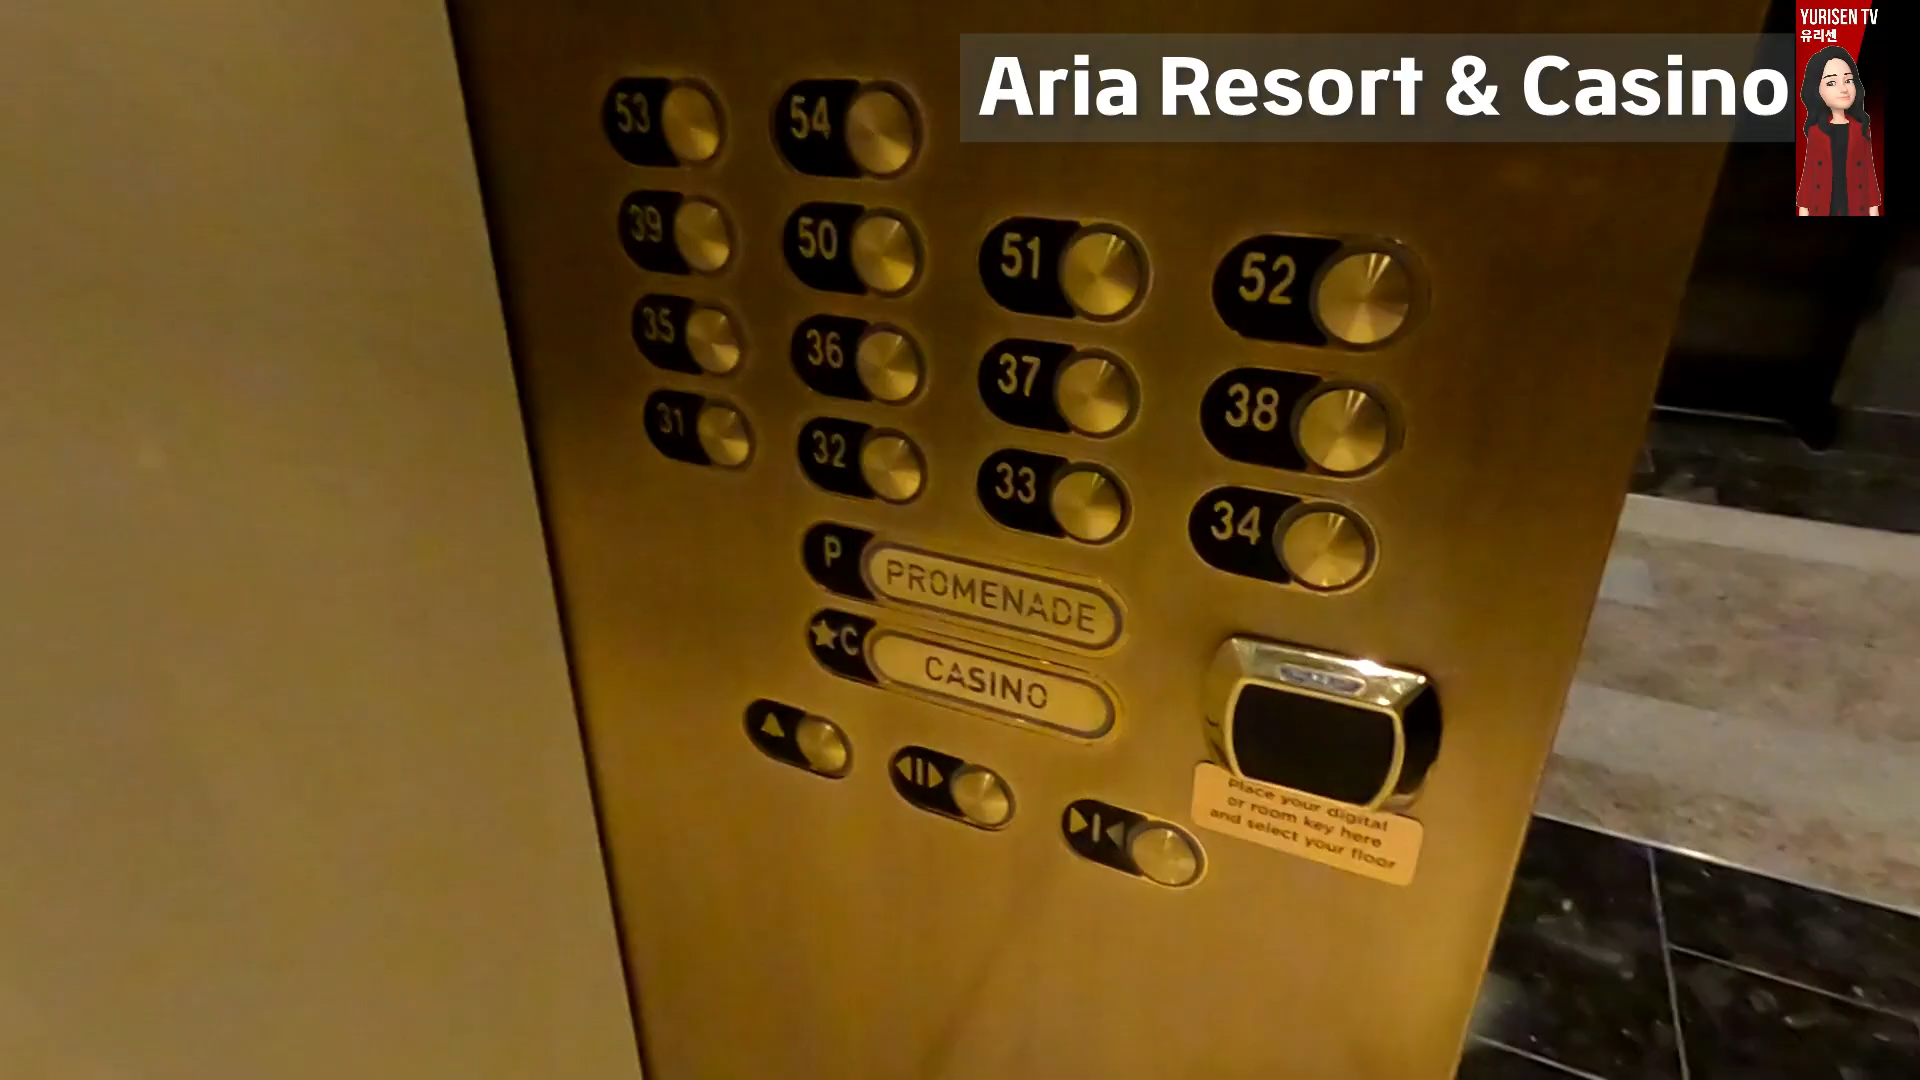 YURISEN TV
유리센
Aria Resort & Casino
53 54
39 50 51 52
35 36 37 38
31 32 33 34
P PROMENADE
★C CASINO
Place your digital
or room key here
and select your floor